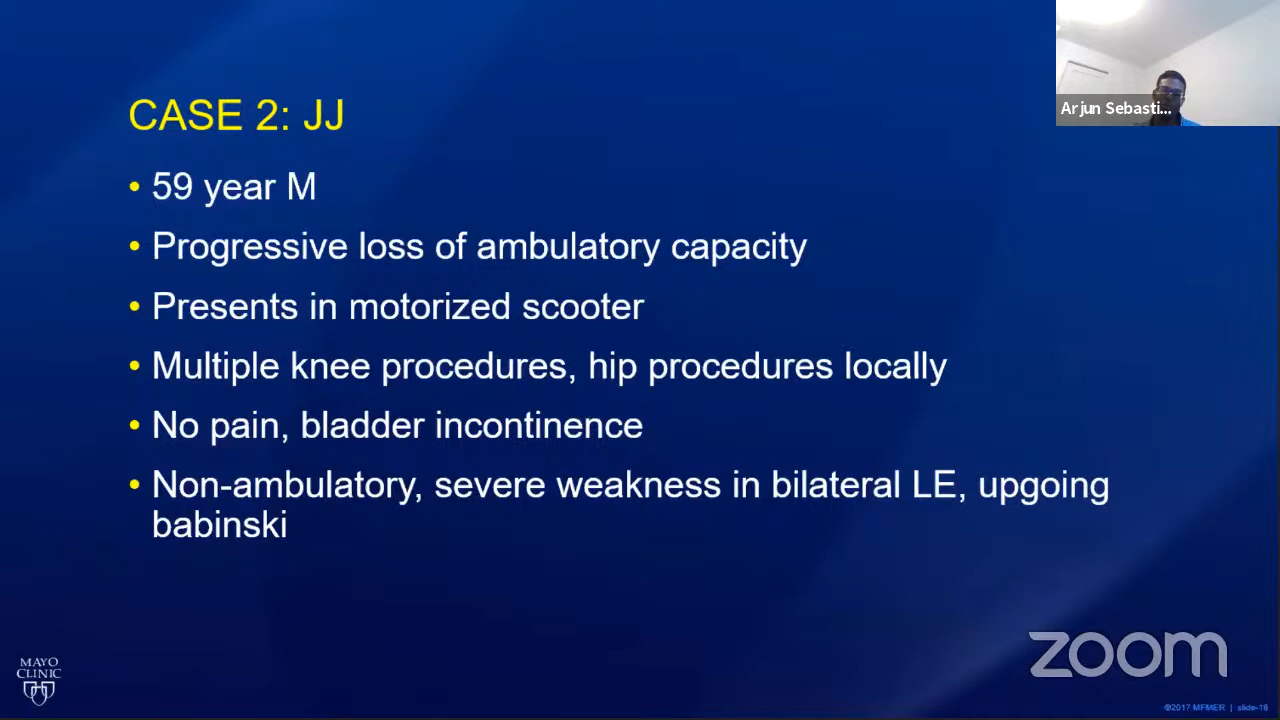 Arjun Sebasti...
CASE 2: JJ
• 59 year M
• Progressive loss of ambulatory capacity
• Presents in motorized scooter
• Multiple knee procedures, hip procedures locally
• No pain, bladder incontinence
• Non-ambulatory, severe weakness in bilateral LE, upgoing
babinski
MAYO
CLINIC
zoom
©2017 MFMER | slide-18